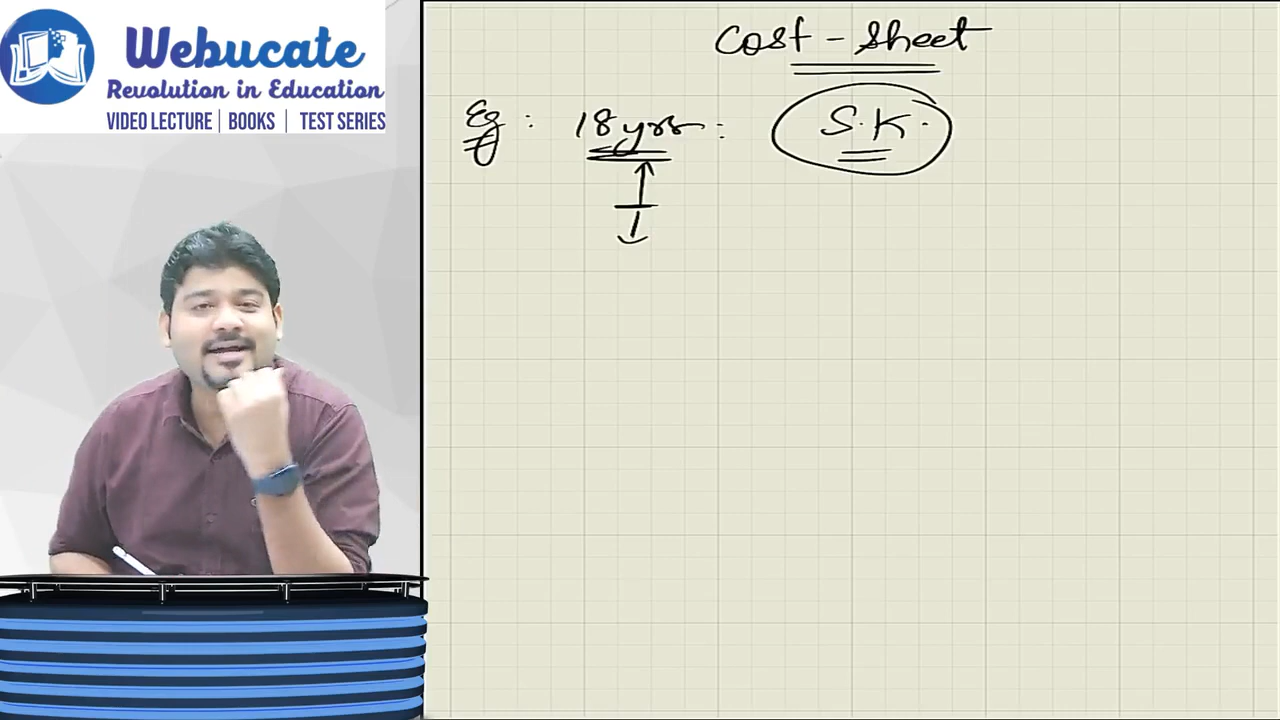 Webucate
Revolution in Education
VIDEO LECTURE | BOOKS | TEST SERIES
Cost - Sheet
Eg : 18 yrs : S.K.